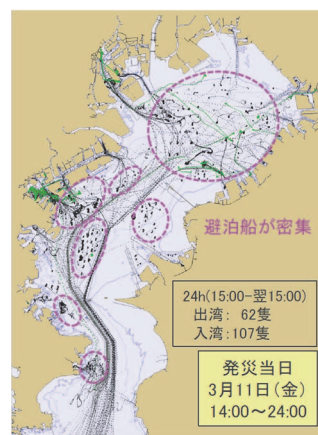 避泊船が密集
24h(15:00-翌15:00)
出湾: 62隻
入湾:107隻
発災当日
3月11日(金)
14:00～24:00